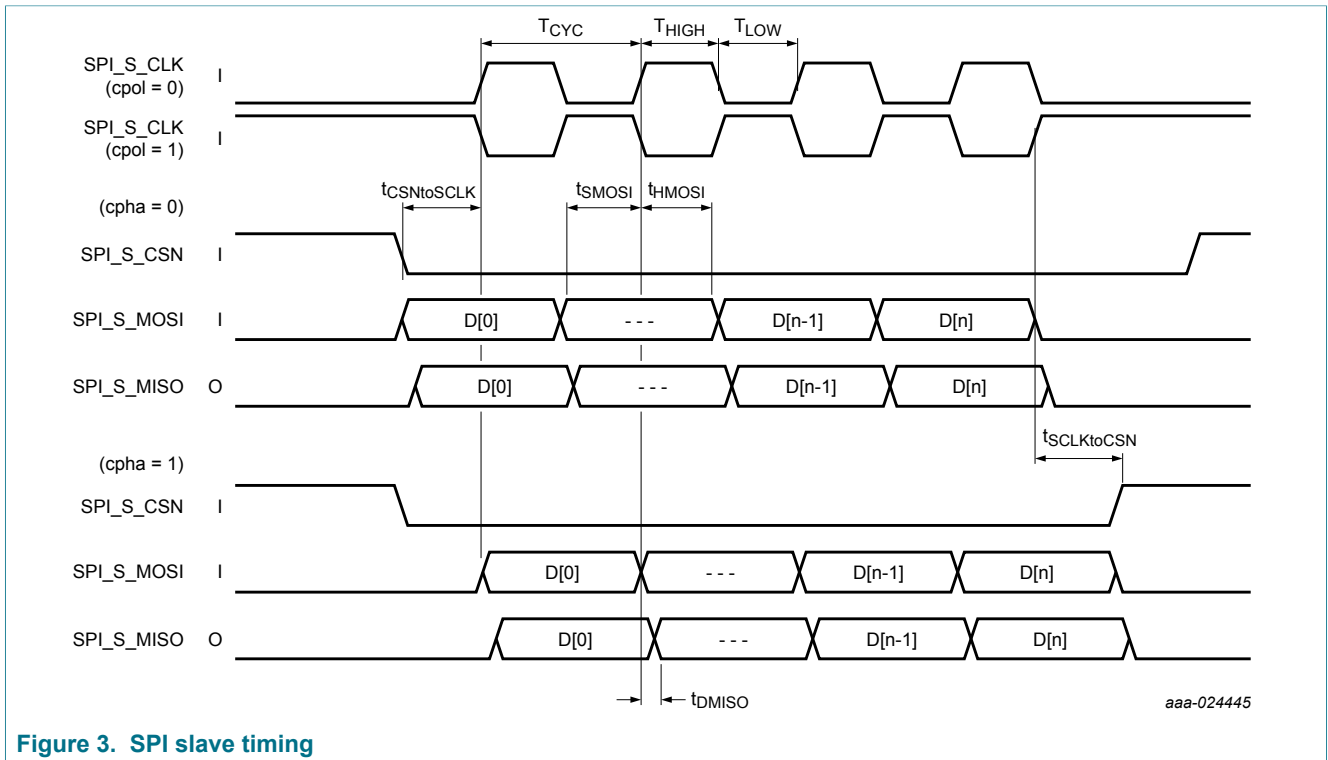 TCYC THIGH TLOW
SPI_S_CLK I
(cpol = 0)
SPI_S_CLK I
(cpol = 1)
tCSNtoSCLK tSMOSI tHMOSI
(cpha = 0)
SPI_S_CSN I
SPI_S_MOSI I D[0] - - - D[n-1] D[n]
SPI_S_MISO O D[0] - - - D[n-1] D[n]
tSCLKtoCSN
(cpha = 1)
SPI_S_CSN I
SPI_S_MOSI I D[0] - - - D[n-1] D[n]
SPI_S_MISO O D[0] - - - D[n-1] D[n]
tDMISO
aaa-024445
Figure 3. SPI slave timing